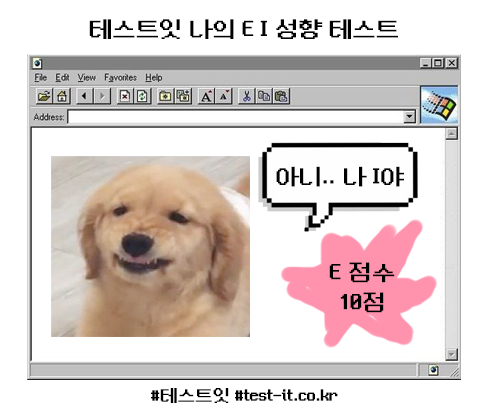 테스트잇 나의 E I 성향 테스트
File Edit View Favorites Help
Address:
아니.. 나 I야
E 점수
10점
#테스트잇 #test-it.co.kr